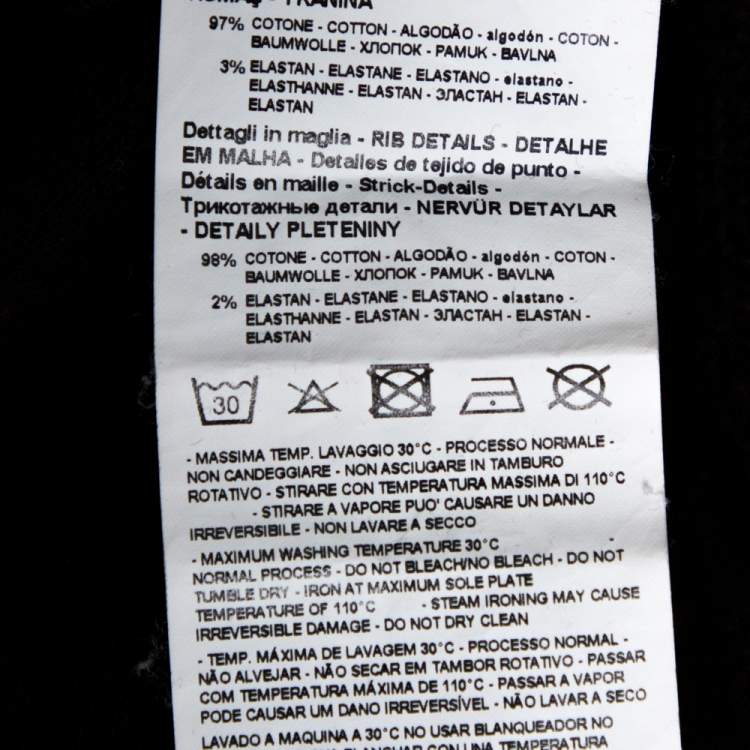 TKANINA
97% COTONE - COTTON - ALGODÃO - algodón - COTON -
BAUMWOLLE - ХЛОПОК - PAMUK - BAVLNA
3% ELASTAN - ELASTANE - ELASTANO - elastano -
ELASTHANNE - ELASTAN - ЭЛАСТАН - ELASTAN -
ELASTAN
Dettagli in maglia - RIB DETAILS - DETALHE
EM MALHA - Detalles de tejido de punto -
Détails en maille - Strick-Details -
Трикотажные детали - NERVÜR DETAYLAR
- DETAILY PLETENINY
98% COTONE - COTTON - ALGODÃO - algodón - COTON -
BAUMWOLLE - ХЛОПОК - PAMUK - BAVLNA
2% ELASTAN - ELASTANE - ELASTANO - elastano -
ELASTHANNE - ELASTAN - ЭЛАСТАН - ELASTAN -
ELASTAN
30
- MASSIMA TEMP. LAVAGGIO 30°C - PROCESSO NORMALE -
NON CANDEGGIARE - NON ASCIUGARE IN TAMBURO
ROTATIVO - STIRARE CON TEMPERATURA MASSIMA DI 110°C
- STIRARE A VAPORE PUO' CAUSARE UN DANNO
IRREVERSIBILE - NON LAVARE A SECCO
- MAXIMUM WASHING TEMPERATURE 30°C -
NORMAL PROCESS - DO NOT BLEACH/NO BLEACH - DO NOT
TUMBLE DRY - IRON AT MAXIMUM SOLE PLATE
TEMPERATURE OF 110°C - STEAM IRONING MAY CAUSE
IRREVERSIBLE DAMAGE - DO NOT DRY CLEAN
- TEMP. MÁXIMA DE LAVAGEM 30°C - PROCESSO NORMAL -
NÃO ALVEJAR - NÃO SECAR EM TAMBOR ROTATIVO - PASSAR
COM TEMPERATURA MÁXIMA DE 110°C - PASSAR A VAPOR
PODE CAUSAR UM DANO IRREVERSÍVEL - NÃO LAVAR A SECO
LAVADO A MAQUINA A 30°C NO USAR BLANQUEADOR NO
CON UNA TEMPERATURA